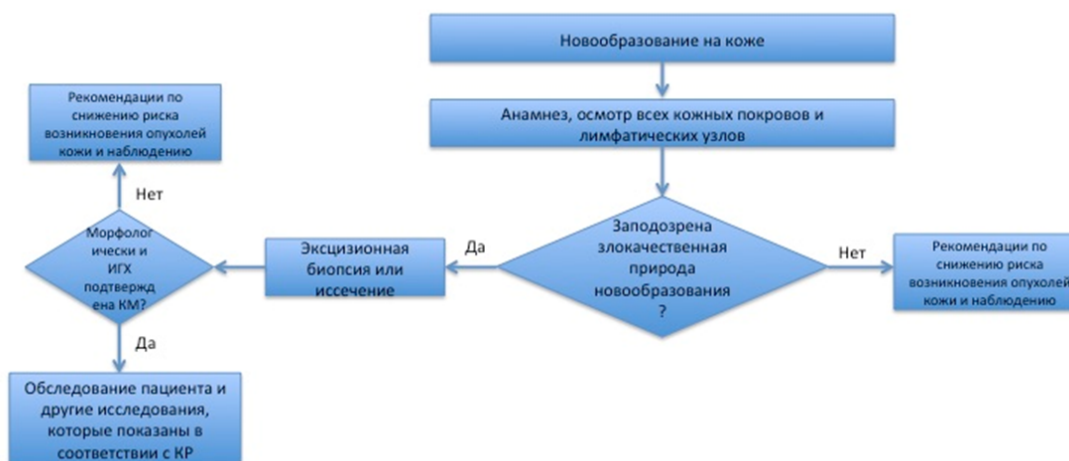 Новообразование на коже
Анамнез, осмотр всех кожных покровов и
лимфатических узлов
Заподозрена
злокачественная
природа
новообразования
?
Нет
Рекомендации по
снижению риска
возникновения опухолей
кожи и наблюдению
Да
Эксцизионная
биопсия или
иссечение
Морфолог
ически и
ИГХ
подтвержд
ена КМ?
Нет
Рекомендации по
снижению риска
возникновения опухолей
кожи и наблюдению
Да
Обследование пациента и
другие исследования,
которые показаны в
соответствии с КР